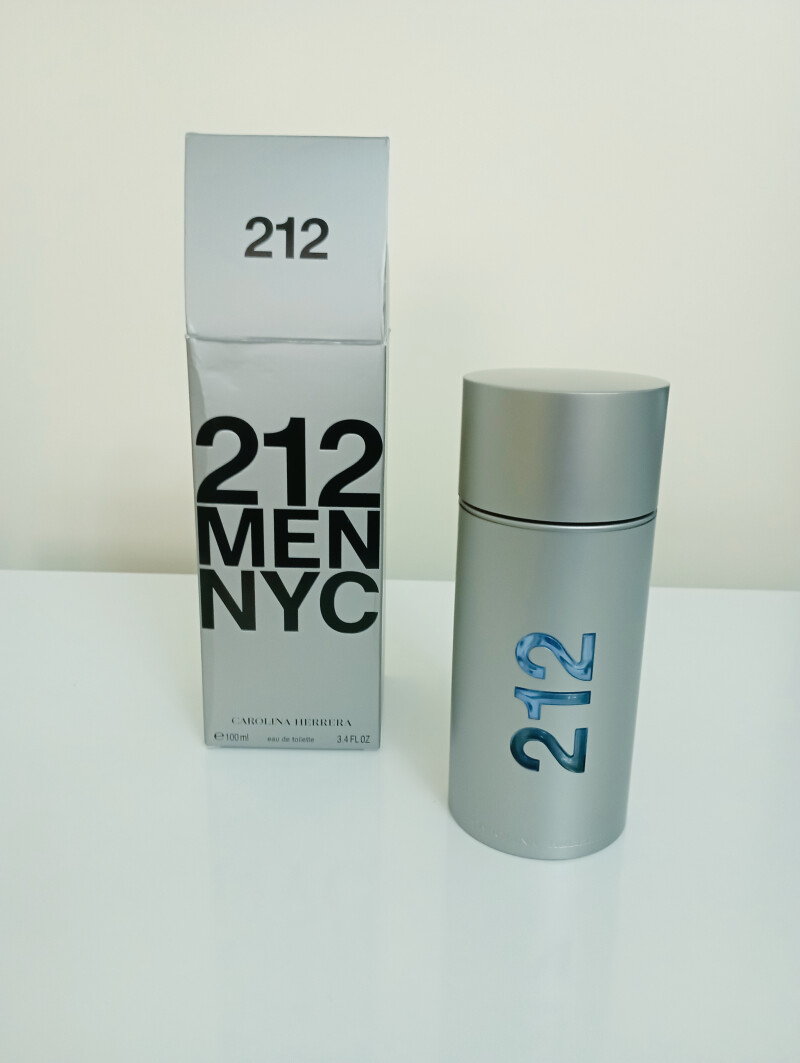 212
212
MEN
NYC
CAROLINA HERRERA
℮100ml eau de toilette 3.4 FL.OZ
212